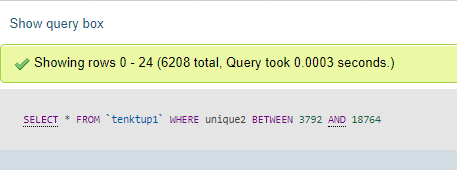 Show query box
Showing rows 0 - 24 (6208 total, Query took 0.0003 seconds.)
SELECT * FROM `tenktup1` WHERE unique2 BETWEEN 3792 AND 18764